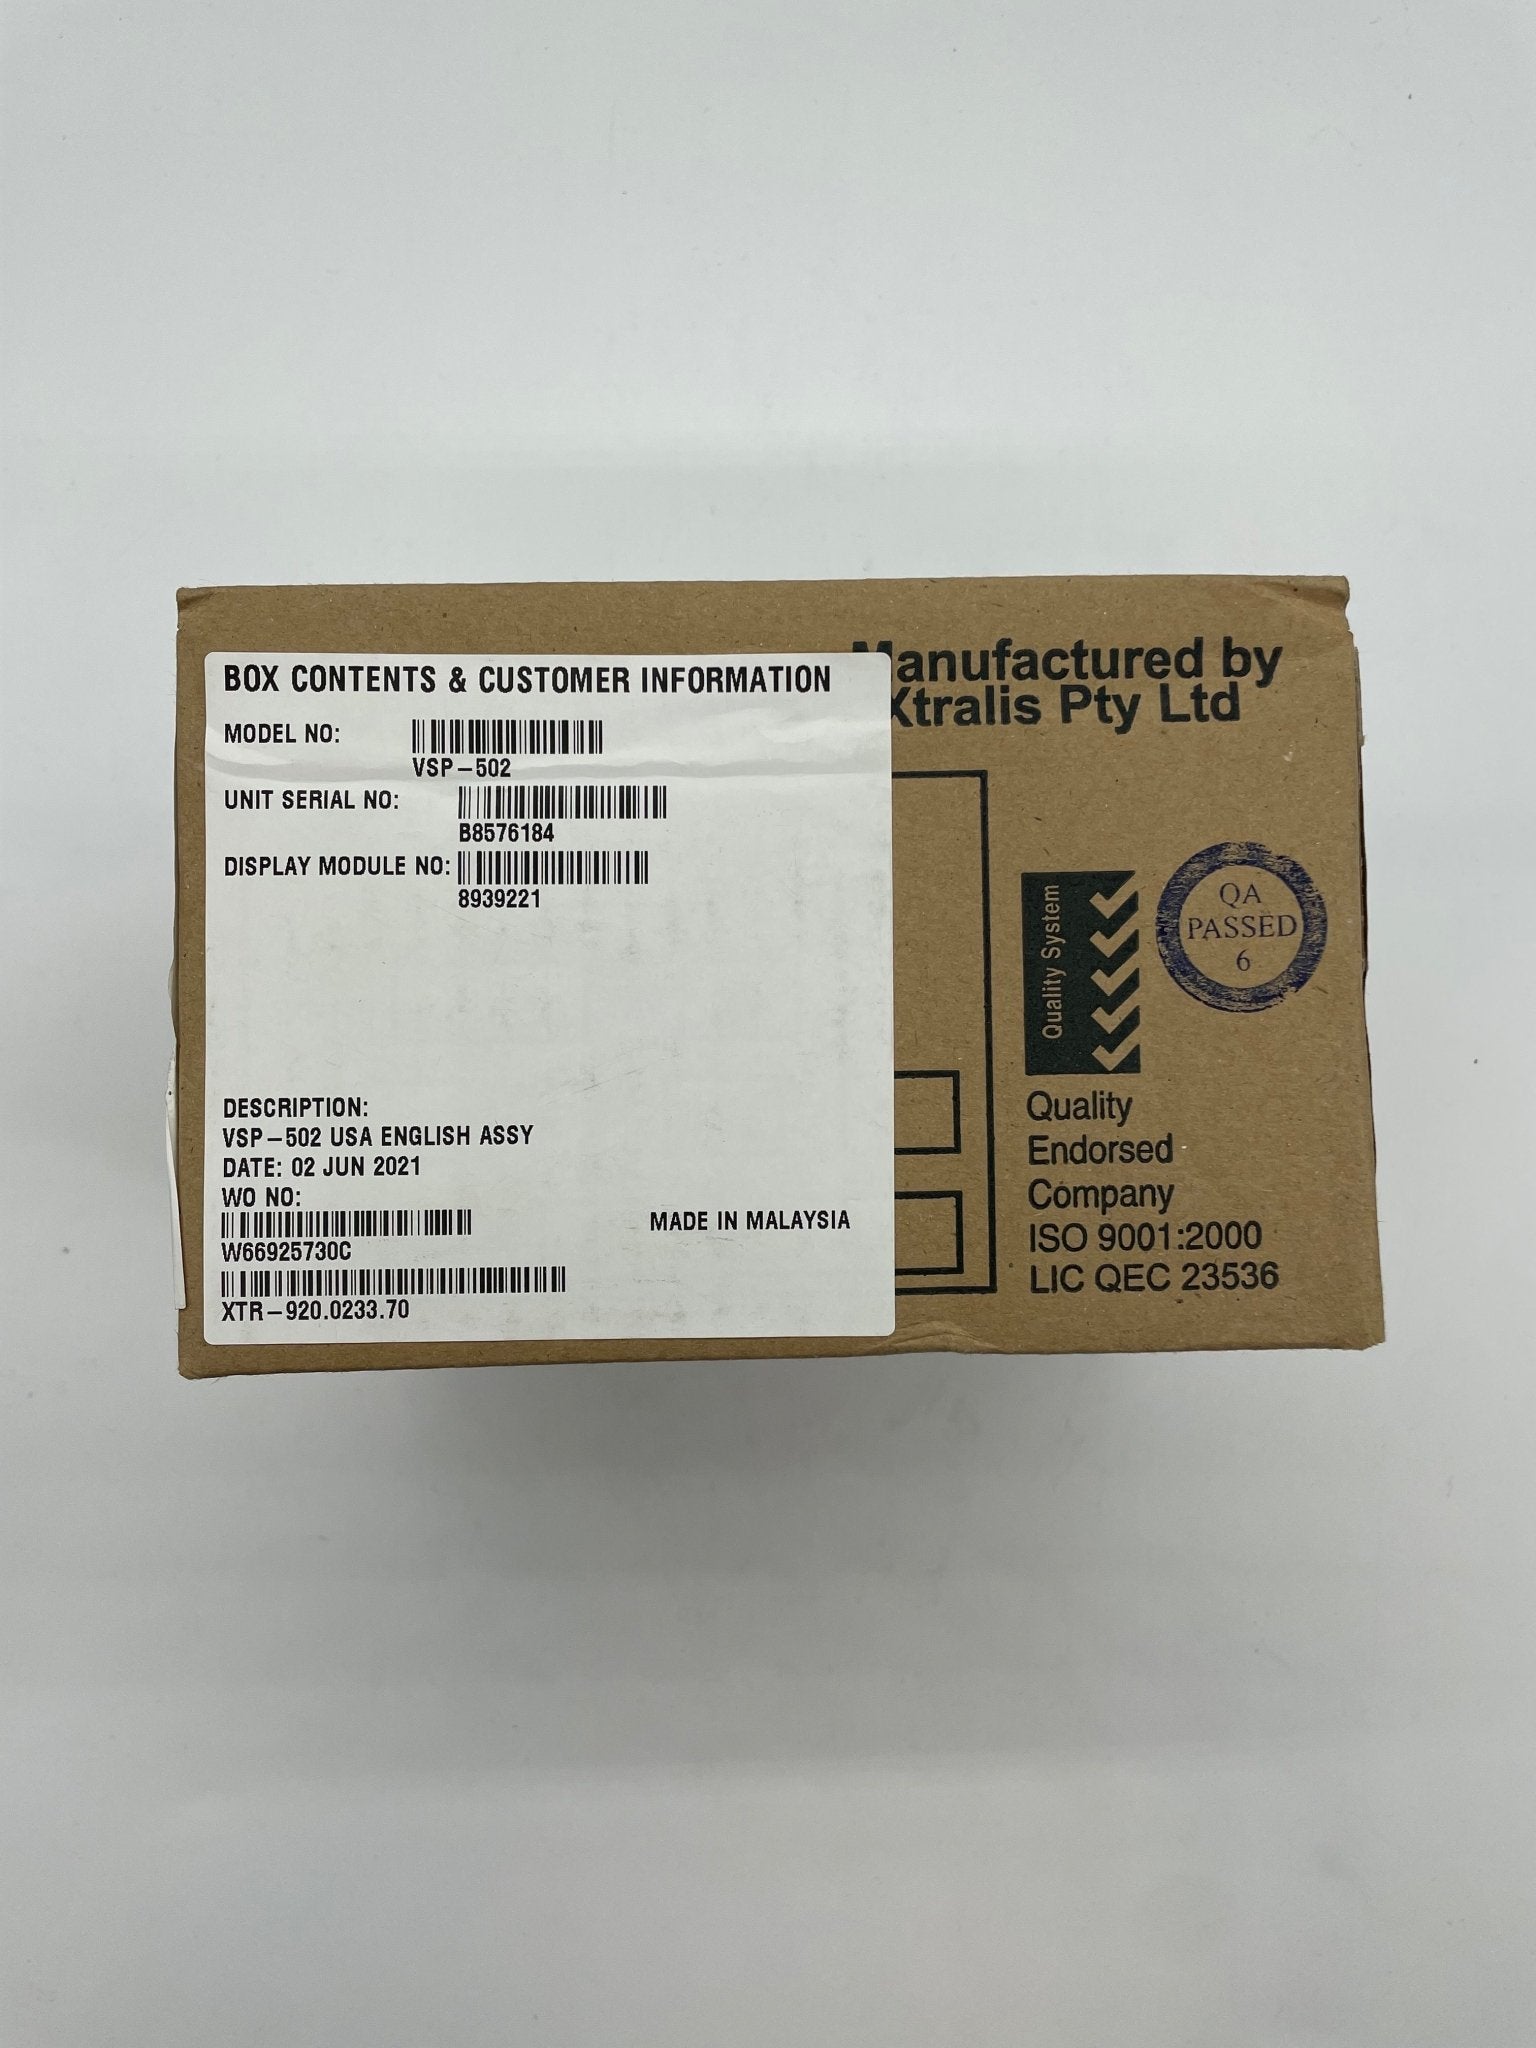 BOX CONTENTS & CUSTOMER INFORMATION
MODEL NO:
VSP-502
UNIT SERIAL NO:
B8576184
DISPLAY MODULE NO:
8939221
DESCRIPTION:
VSP-502 USA ENGLISH ASSY
DATE: 02 JUN 2021
WO NO:
W66925730C
MADE IN MALAYSIA
XTR-920.0233.70
Manufactured by
Xtralis Pty Ltd
Quality System
QA
PASSED
6
Quality
Endorsed
Company
ISO 9001:2000
LIC QEC 23536